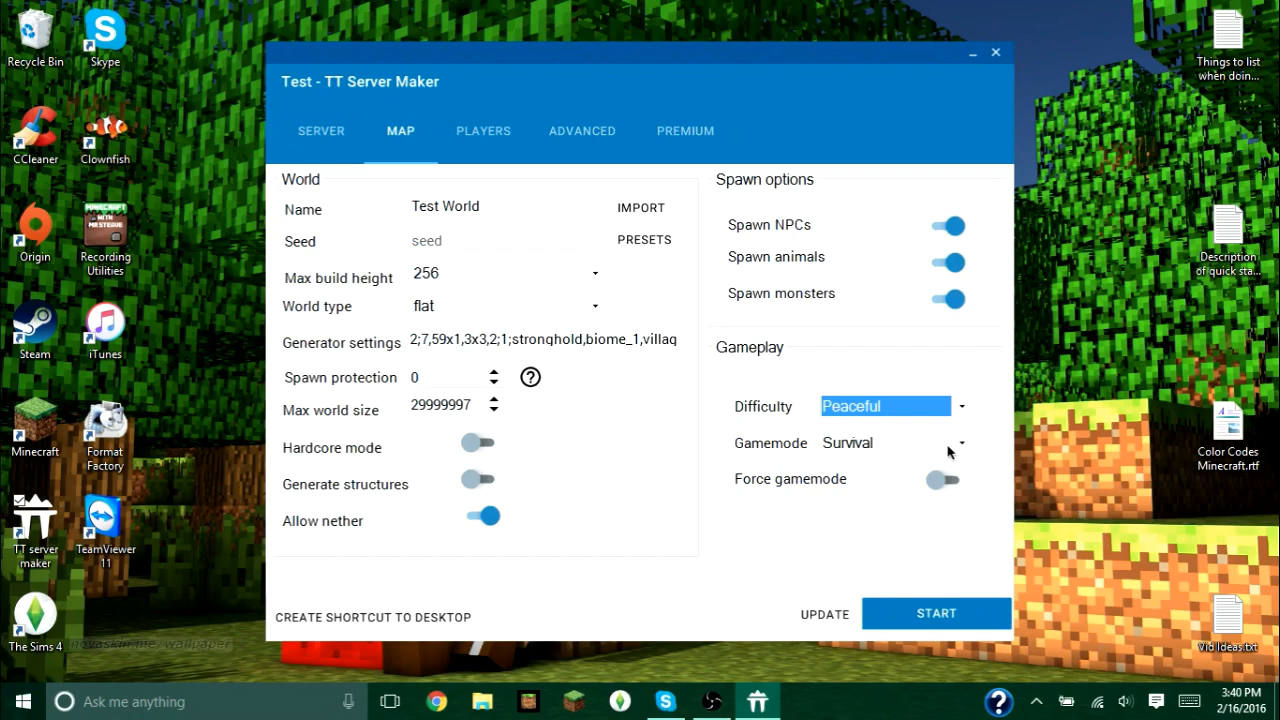 Recycle Bin
Skype
CCleaner
Clownfish
Origin
MINECRAFT
WITH
MRSTEEVE
Recording
Utilities
Steam
iTunes
Minecraft
Format
Factory
TT server
maker
TeamViewer
11
The Sims 4
novaskin.me/wallpaper
Test - TT Server Maker
SERVER MAP PLAYERS ADVANCED PREMIUM
World
Name Test World IMPORT
Seed seed PRESETS
Max build height 256
World type flat
Generator settings 2;7,59x1,3x3,2;1;stronghold,biome_1,villag
Spawn protection 0 ?
Max world size 29999997
Hardcore mode
Generate structures
Allow nether
Spawn options
Spawn NPCs
Spawn animals
Spawn monsters
Gameplay
Difficulty Peaceful
Gamemode Survival
Force gamemode
CREATE SHORTCUT TO DESKTOP
UPDATE START
Things to list
when doin...
Description
of quick sta...
Color Codes
Minecraft.rtf
Vid Ideas.txt
Ask me anything
3:40 PM
2/16/2016